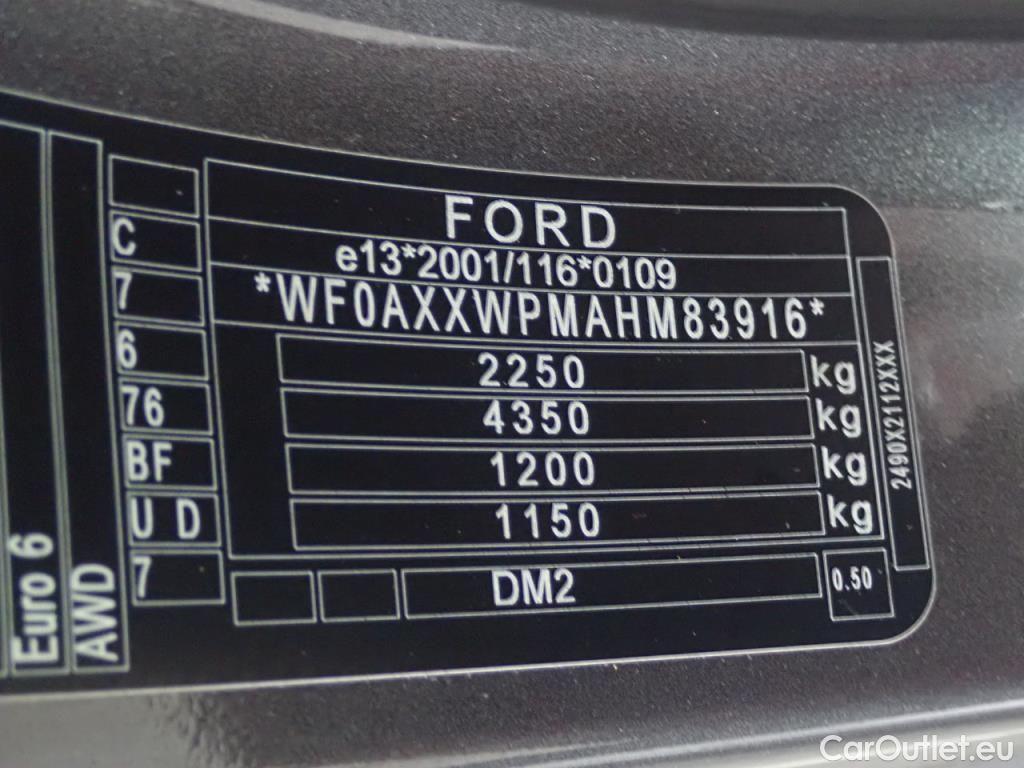 FORD
e13*2001/116*0109
*WF0AXXWPMAHM83916*
2250 kg
4350 kg
1200 kg
1150 kg
DM2
0.50
2490X2112XXX
C
7
6
76
BF
U D
7
AWD
Euro 6
CarOutlet.eu